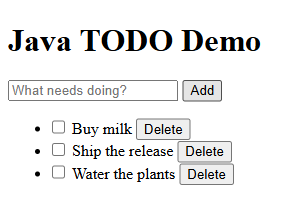 Java TODO Demo
What needs doing? Add
Buy milk Delete
Ship the release Delete
Water the plants Delete